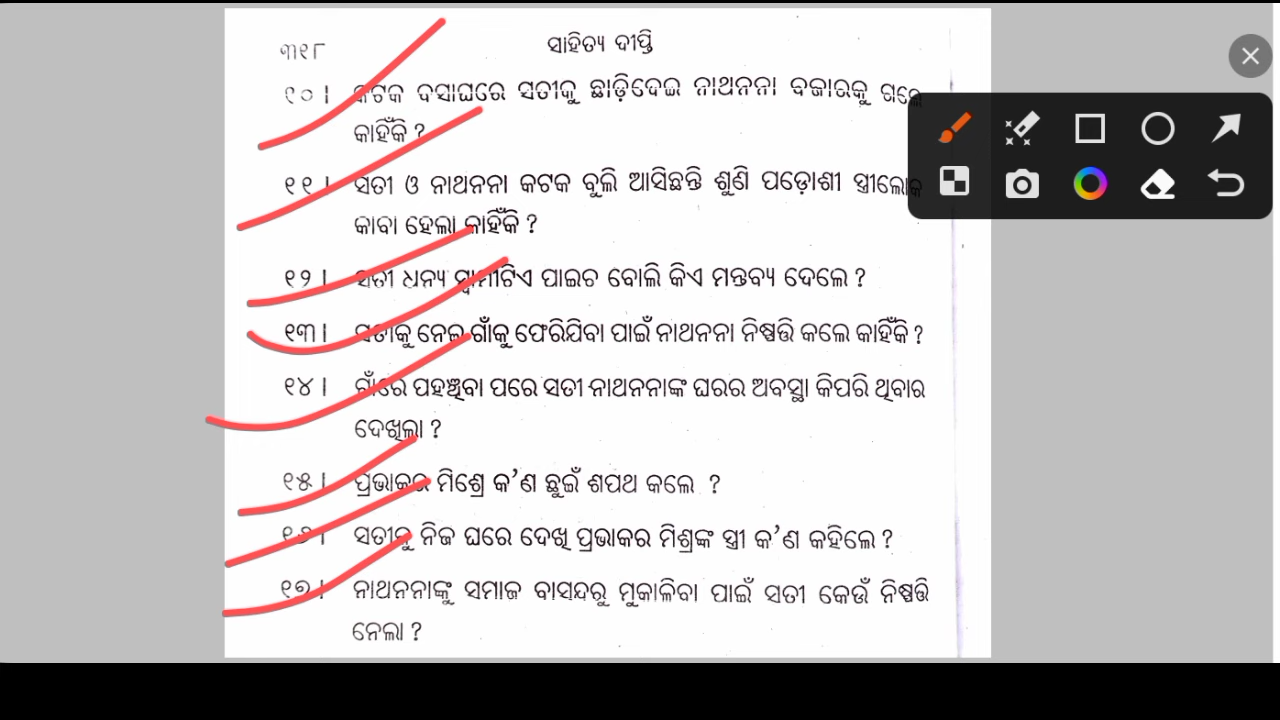 ୩୧୮
ସାହିତ୍ୟ ଦୀପ୍ତି
୧୦। କଟକ ବସାଘରେ ସତୀକୁ ଛାଡ଼ିଦେଇ ନାଥନନା ବଜାରକୁ ଗଲେ
କାହିଁକି ?
୧୧। ସତୀ ଓ ନାଥନନା କଟକ ବୁଲି ଆସିଛନ୍ତି ଶୁଣି ପଡ଼ୋଶୀ ସ୍ତ୍ରୀଲୋକ
କାବା ହେଲା କାହିଁକି ?
୧୨। ସତୀ ଧନ୍ୟ ସ୍ୱାମୀଟିଏ ପାଇଚ ବୋଲି କିଏ ମନ୍ତବ୍ୟ ଦେଲେ ?
୧୩। ସତୀକୁ ନେଇ ଗାଁକୁ ଫେରିଯିବା ପାଇଁ ନାଥନନା ନିଷ୍ପତ୍ତି କଲେ କାହିଁକି ?
୧୪। ଗାଁରେ ପହଞ୍ଚିବା ପରେ ସତୀ ନାଥନନାଙ୍କ ଘରର ଅବସ୍ଥା କିପରି ଥିବାର
ଦେଖିଲା ?
୧୫। ପ୍ରଭାକର ମିଶ୍ରେ କ’ଣ ଛୁଇଁ ଶପଥ କଲେ ?
୧୬। ସତୀକୁ ନିଜ ଘରେ ଦେଖି ପ୍ରଭାକର ମିଶ୍ରଙ୍କ ସ୍ତ୍ରୀ କ’ଣ କହିଲେ ?
୧୭। ନାଥନନାଙ୍କୁ ସମାଜ ବାସନ୍ଦରୁ ମୁକାଳିବା ପାଇଁ ସତୀ କେଉଁ ନିଷ୍ପତ୍ତି
ନେଲା ?